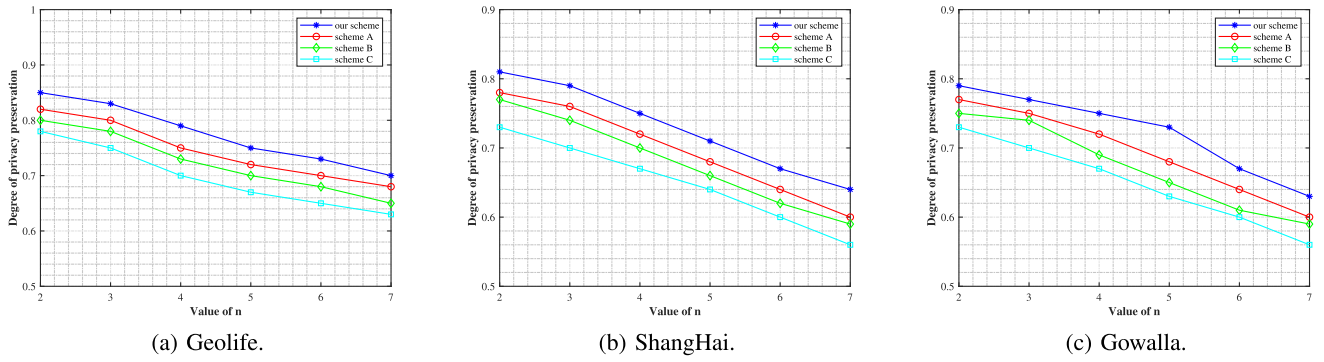 1
0.9
0.8
0.7
0.6
0.5
2 3 4 5 6 7
Degree of privacy preservation
Value of n
our scheme
scheme A
scheme B
scheme C
(a) Geolife.
0.9
0.8
0.7
0.6
0.5
2 3 4 5 6 7
Degree of privacy preservation
Value of n
our scheme
scheme A
scheme B
scheme C
(b) ShangHai.
0.9
0.8
0.7
0.6
0.5
2 3 4 5 6 7
Degree of privacy preservation
Value of n
our scheme
scheme A
scheme B
scheme C
(c) Gowalla.